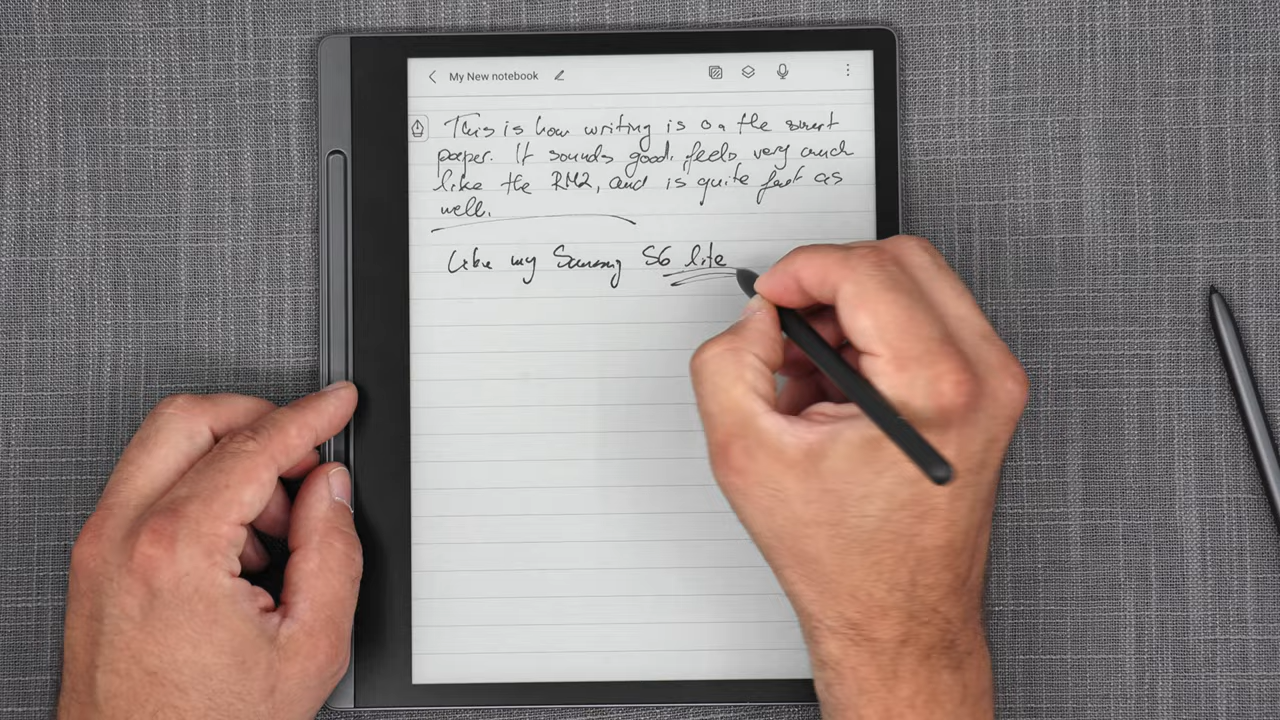 My New notebook
This is how writing is on the smart
paper. It sounds good, feels very much
like the RM2, and is quite fast as
well.
Like my Samsung S6 lite